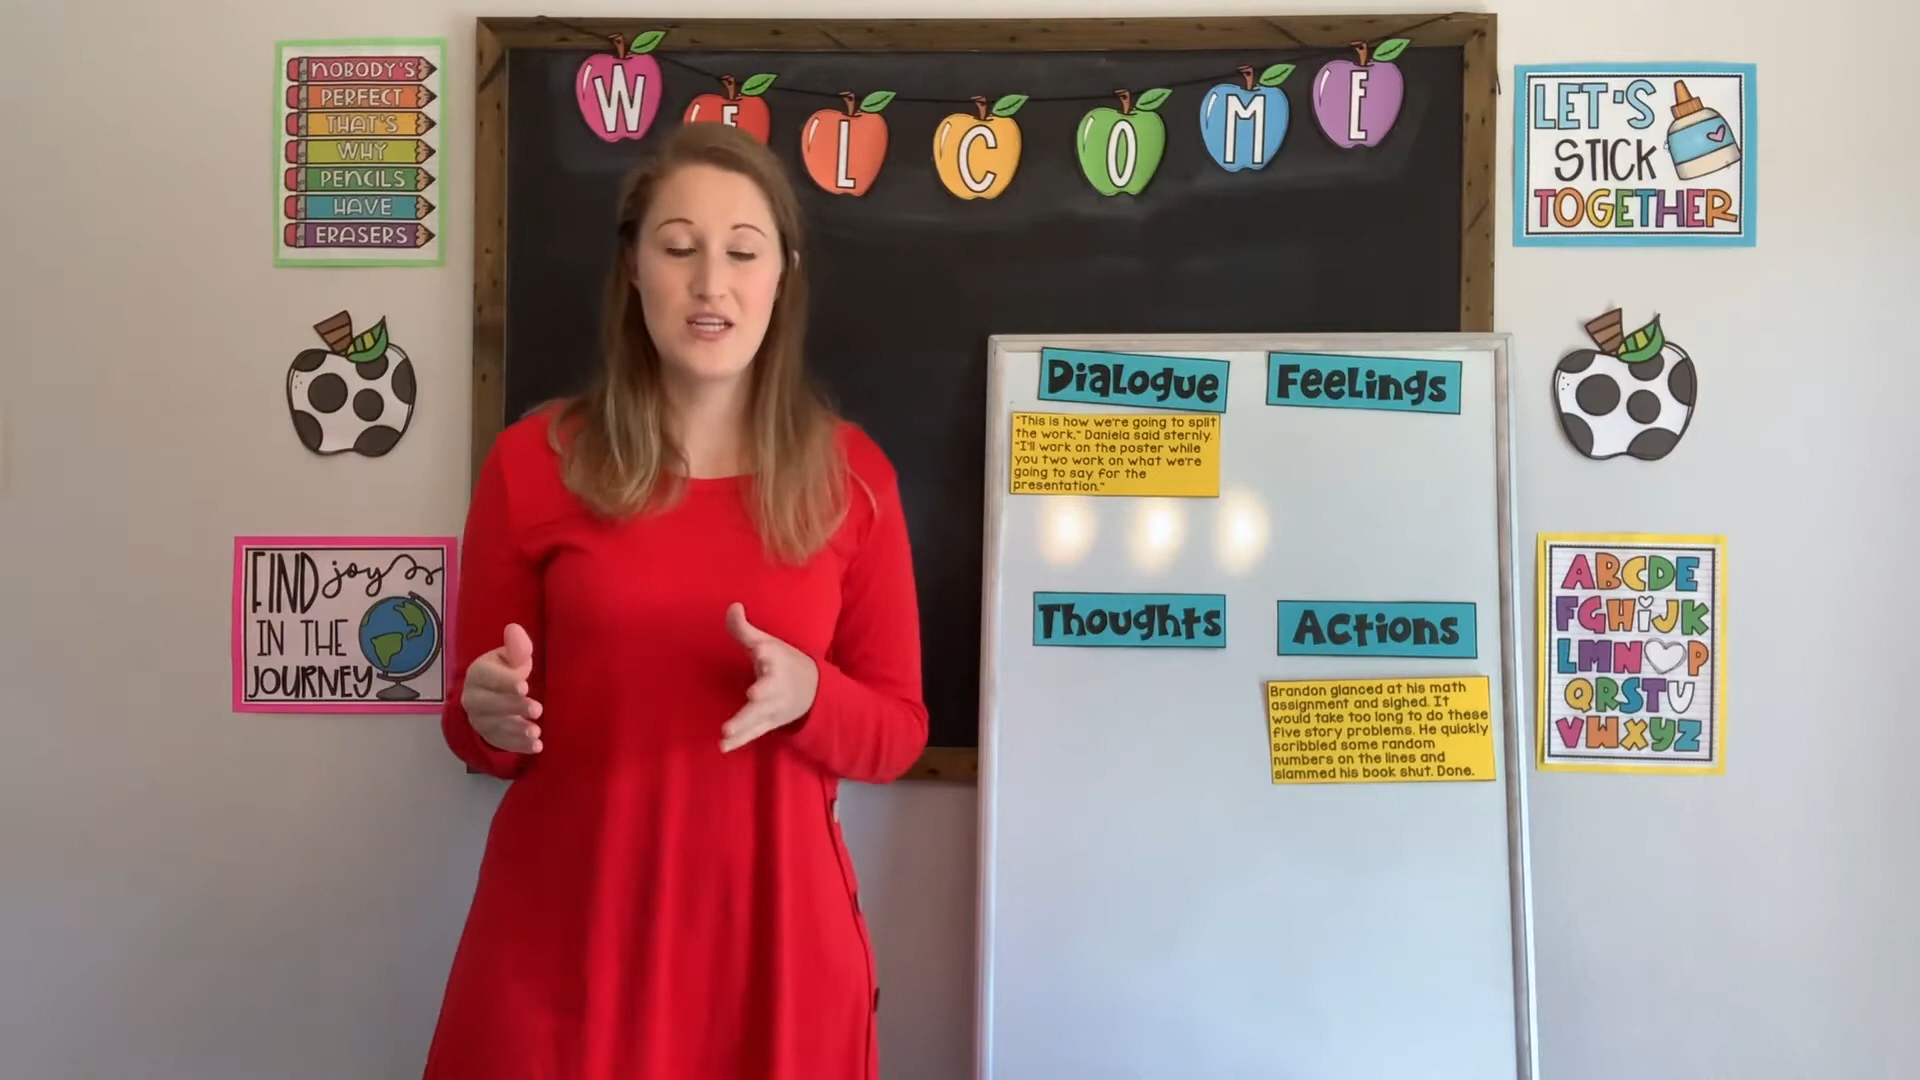 WELCOME
NOBODY'S
PERFECT
THAT'S
WHY
PENCILS
HAVE
ERASERS
LET'S
STICK
TOGETHER
FIND joy
IN THE
JOURNEY
Dialogue
"This is how we're going to split
the work," Daniela said sternly.
"I'll work on the poster while
you two work on what we're
going to say for the
presentation."
Feelings
Thoughts
Actions
Brandon glanced at his math
assignment and sighed. It
would take too long to do these
five story problems. He quickly
scribbled some random
numbers on the lines and
slammed his book shut. Done.
ABCDE
FGHIJK
LMNOP
QRSTU
VWXYZ